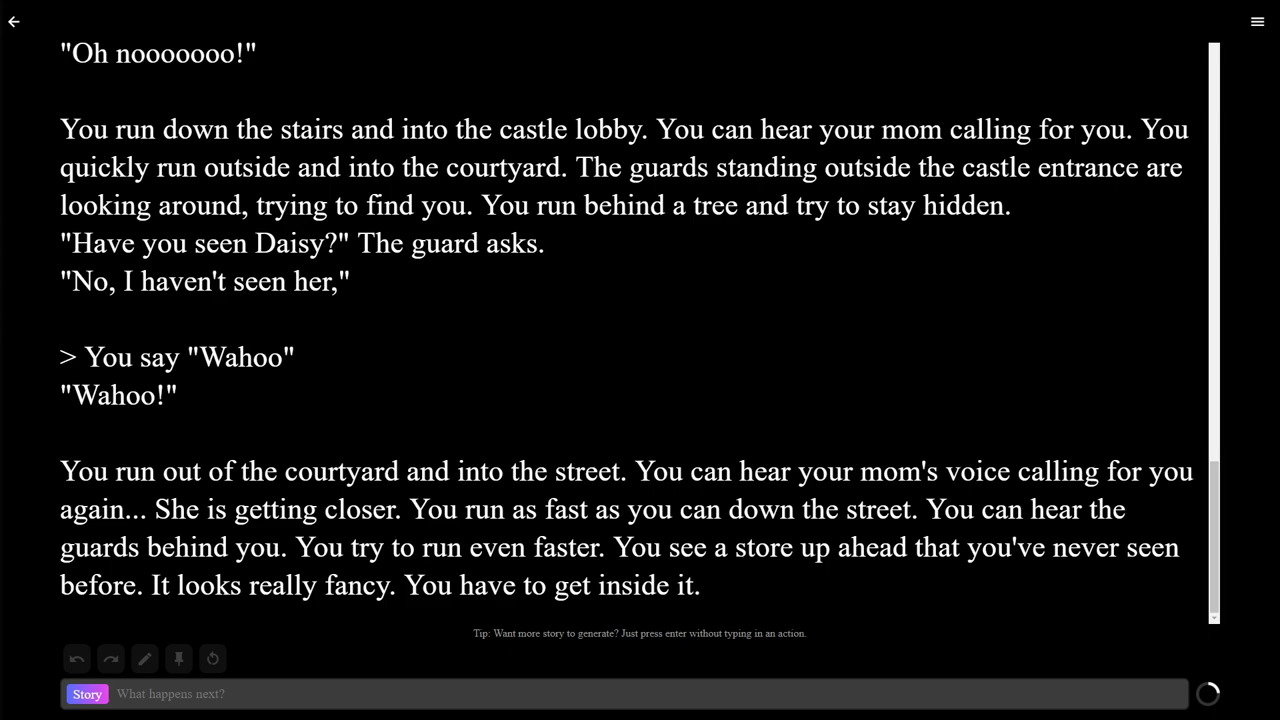 "Oh nooooooo!"
You run down the stairs and into the castle lobby. You can hear your mom calling for you. You
quickly run outside and into the courtyard. The guards standing outside the castle entrance are
looking around, trying to find you. You run behind a tree and try to stay hidden.
"Have you seen Daisy?" The guard asks.
"No, I haven't seen her,"
> You say "Wahoo"
"Wahoo!"
You run out of the courtyard and into the street. You can hear your mom's voice calling for you
again... She is getting closer. You run as fast as you can down the street. You can hear the
guards behind you. You try to run even faster. You see a store up ahead that you've never seen
before. It looks really fancy. You have to get inside it.
Tip: Want more story to generate? Just press enter without typing in an action.
Story What happens next?